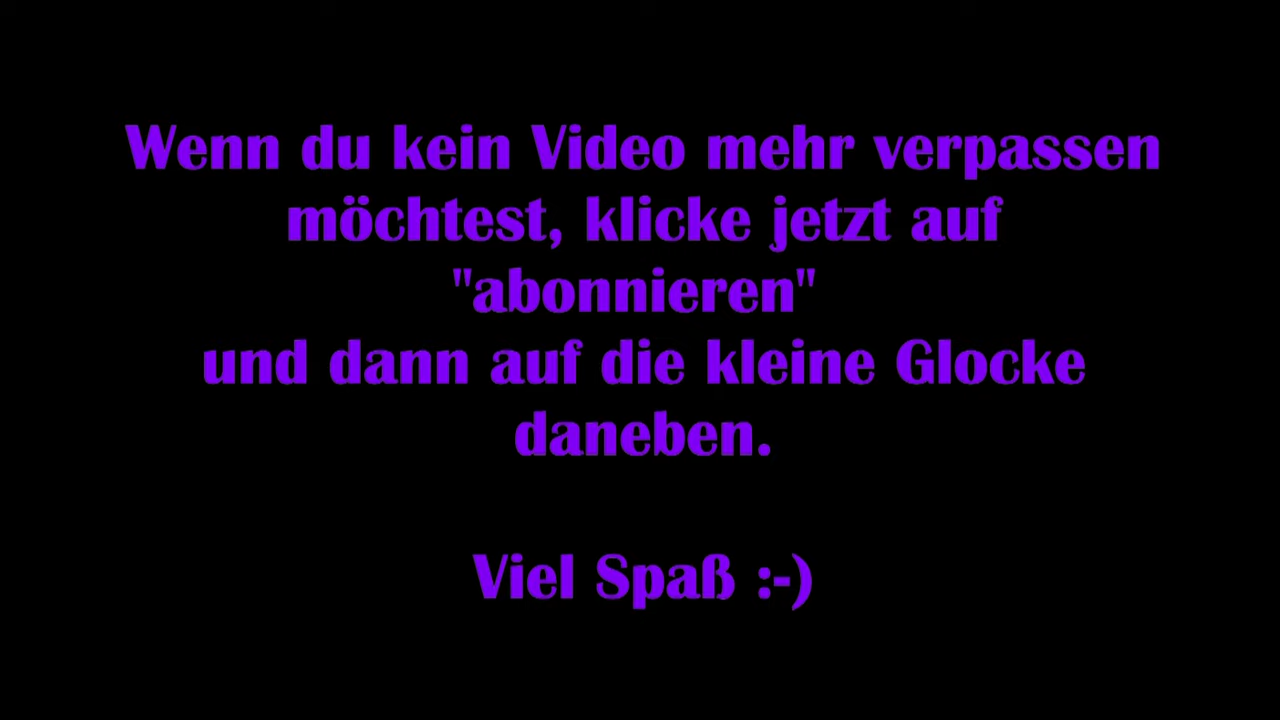 Wenn du kein Video mehr verpassen
möchtest, klicke jetzt auf
"abonnieren"
und dann auf die kleine Glocke
daneben.
Viel Spaß :-)